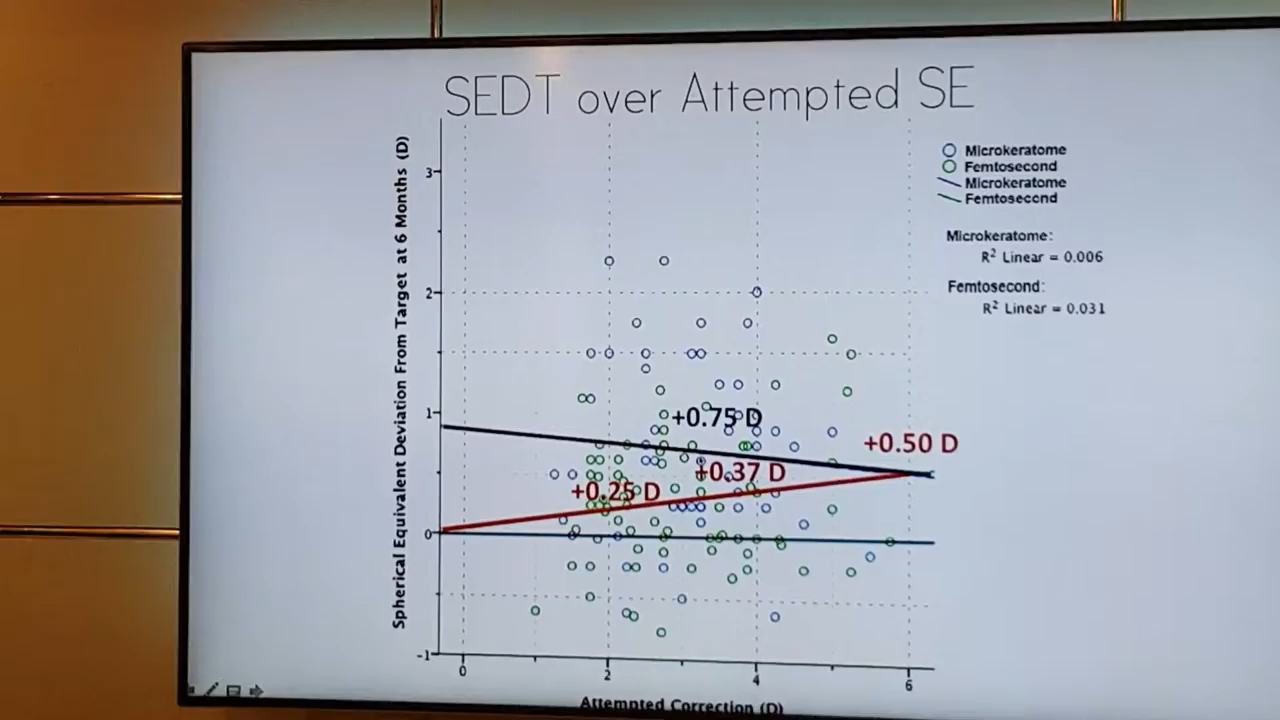 SEDT over Attempted SE
Spherical Equivalent Deviation From Target at 6 Months (D)
3
2
1
0
-1
0
2
4
6
Attempted Correction (D)
+0.75 D
+0.50 D
+0.37 D
+0.25 D
Microkeratome
Femtosecond
Microkeratome
Femtosecond
Microkeratome:
R² Linear = 0.006
Femtosecond:
R² Linear = 0.031